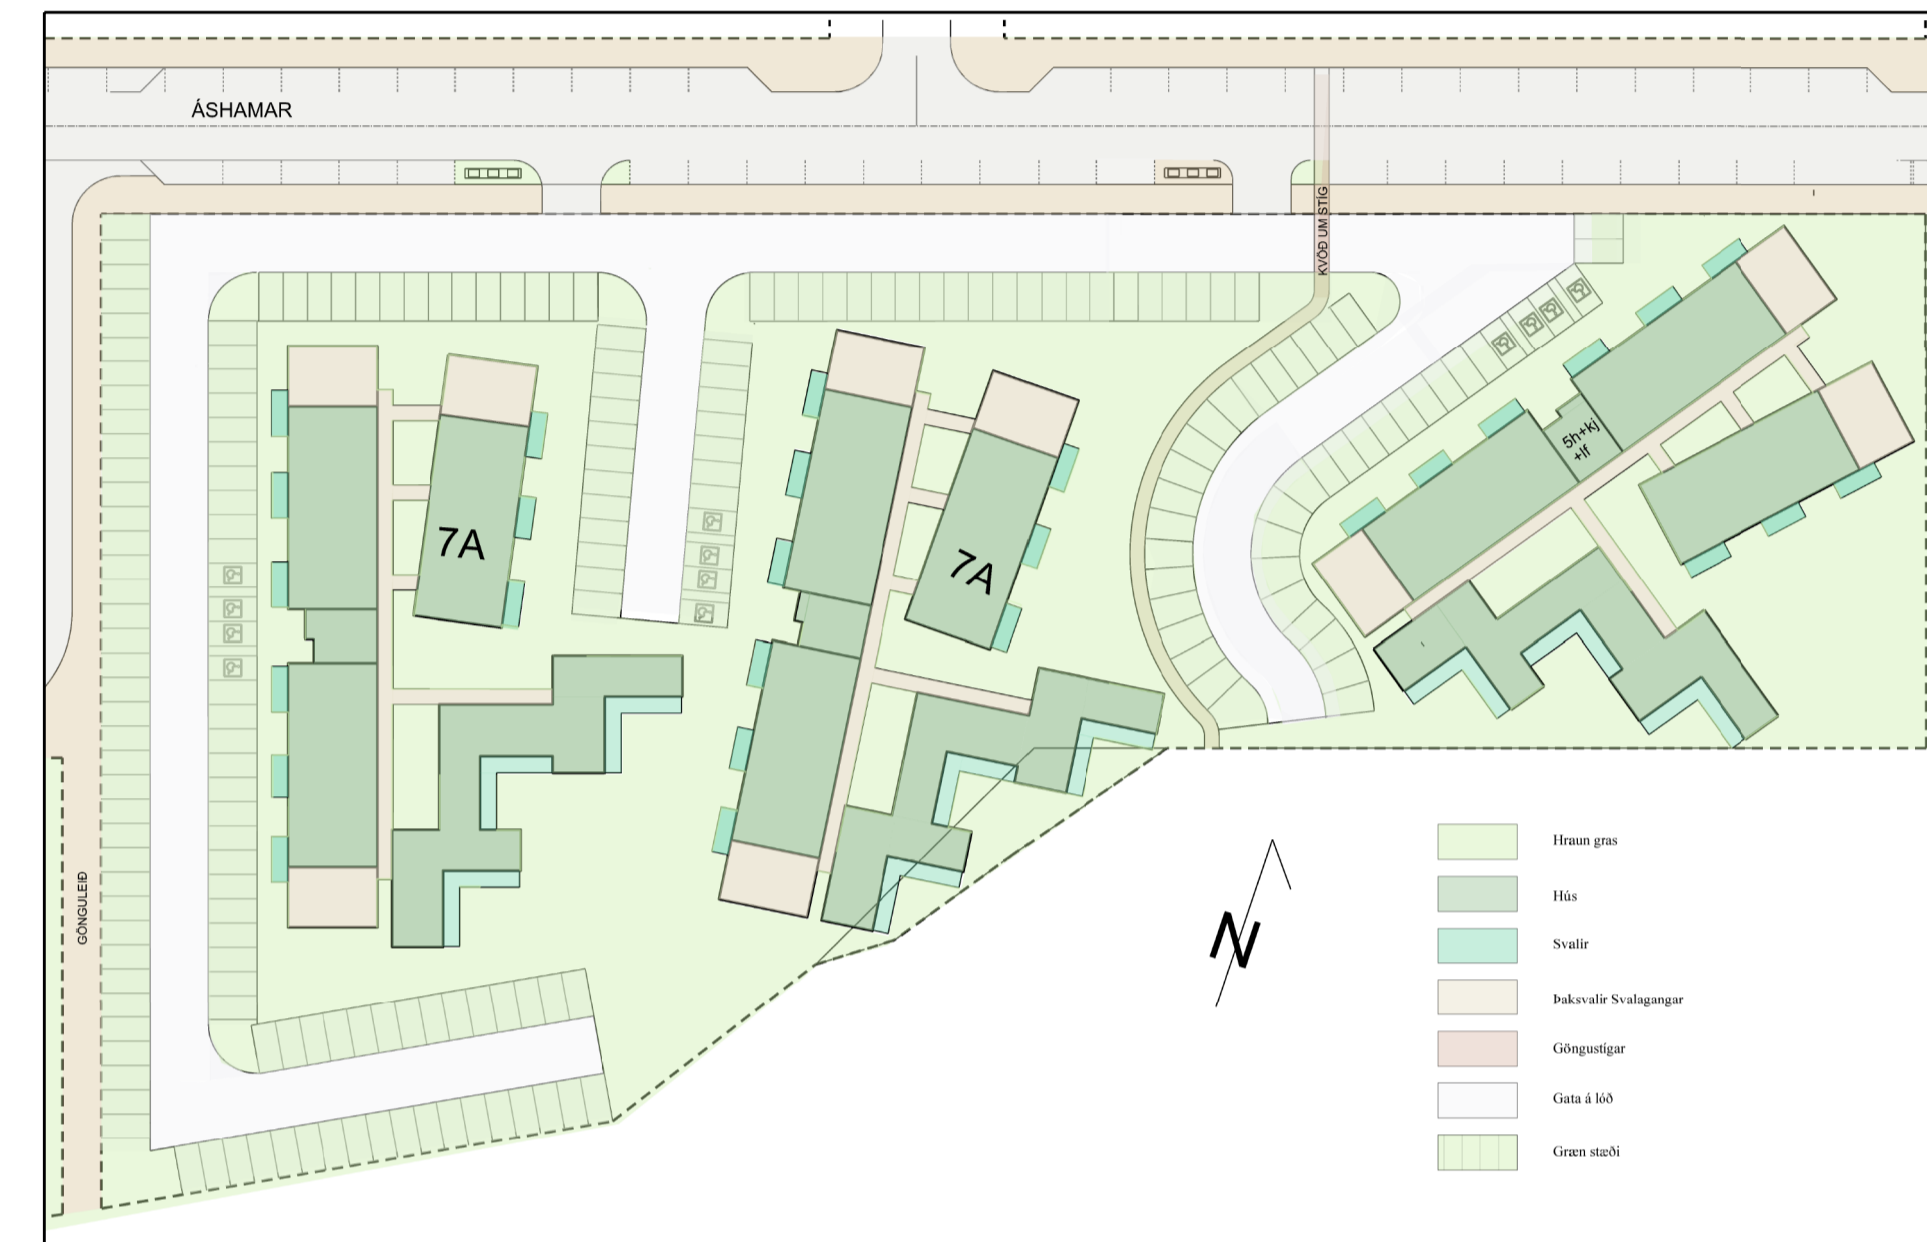 ÁSHAMAR
KVÖÐ UM STÍG
5h+kj
+lf
7A
7A
GÖNGULEIÐ
N
Hraun gras
Hús
Svalir
Þaksvalir Svalagangar
Göngustígar
Gata á lóð
Græn stæði